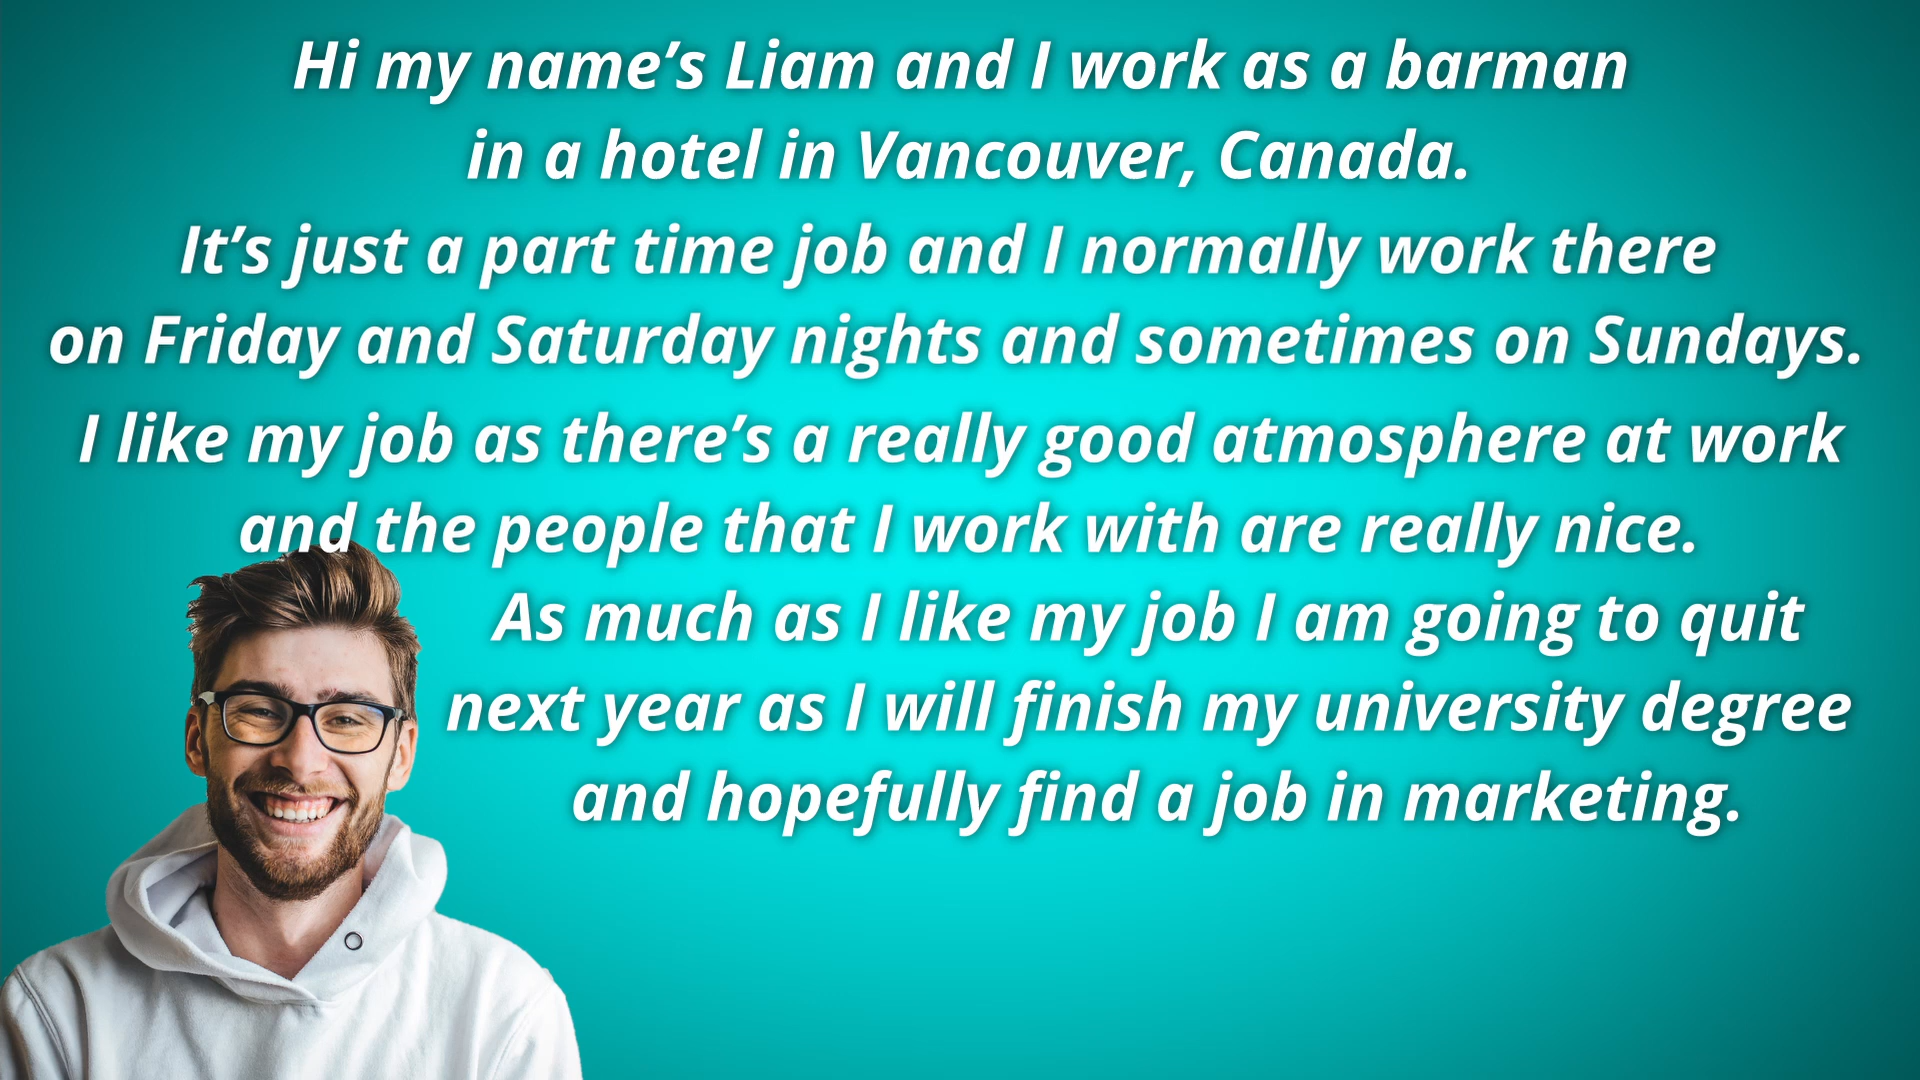 Hi my name’s Liam and I work as a barman
in a hotel in Vancouver, Canada.
It’s just a part time job and I normally work there
on Friday and Saturday nights and sometimes on Sundays.
I like my job as there’s a really good atmosphere at work
and the people that I work with are really nice.
As much as I like my job I am going to quit
next year as I will finish my university degree
and hopefully find a job in marketing.